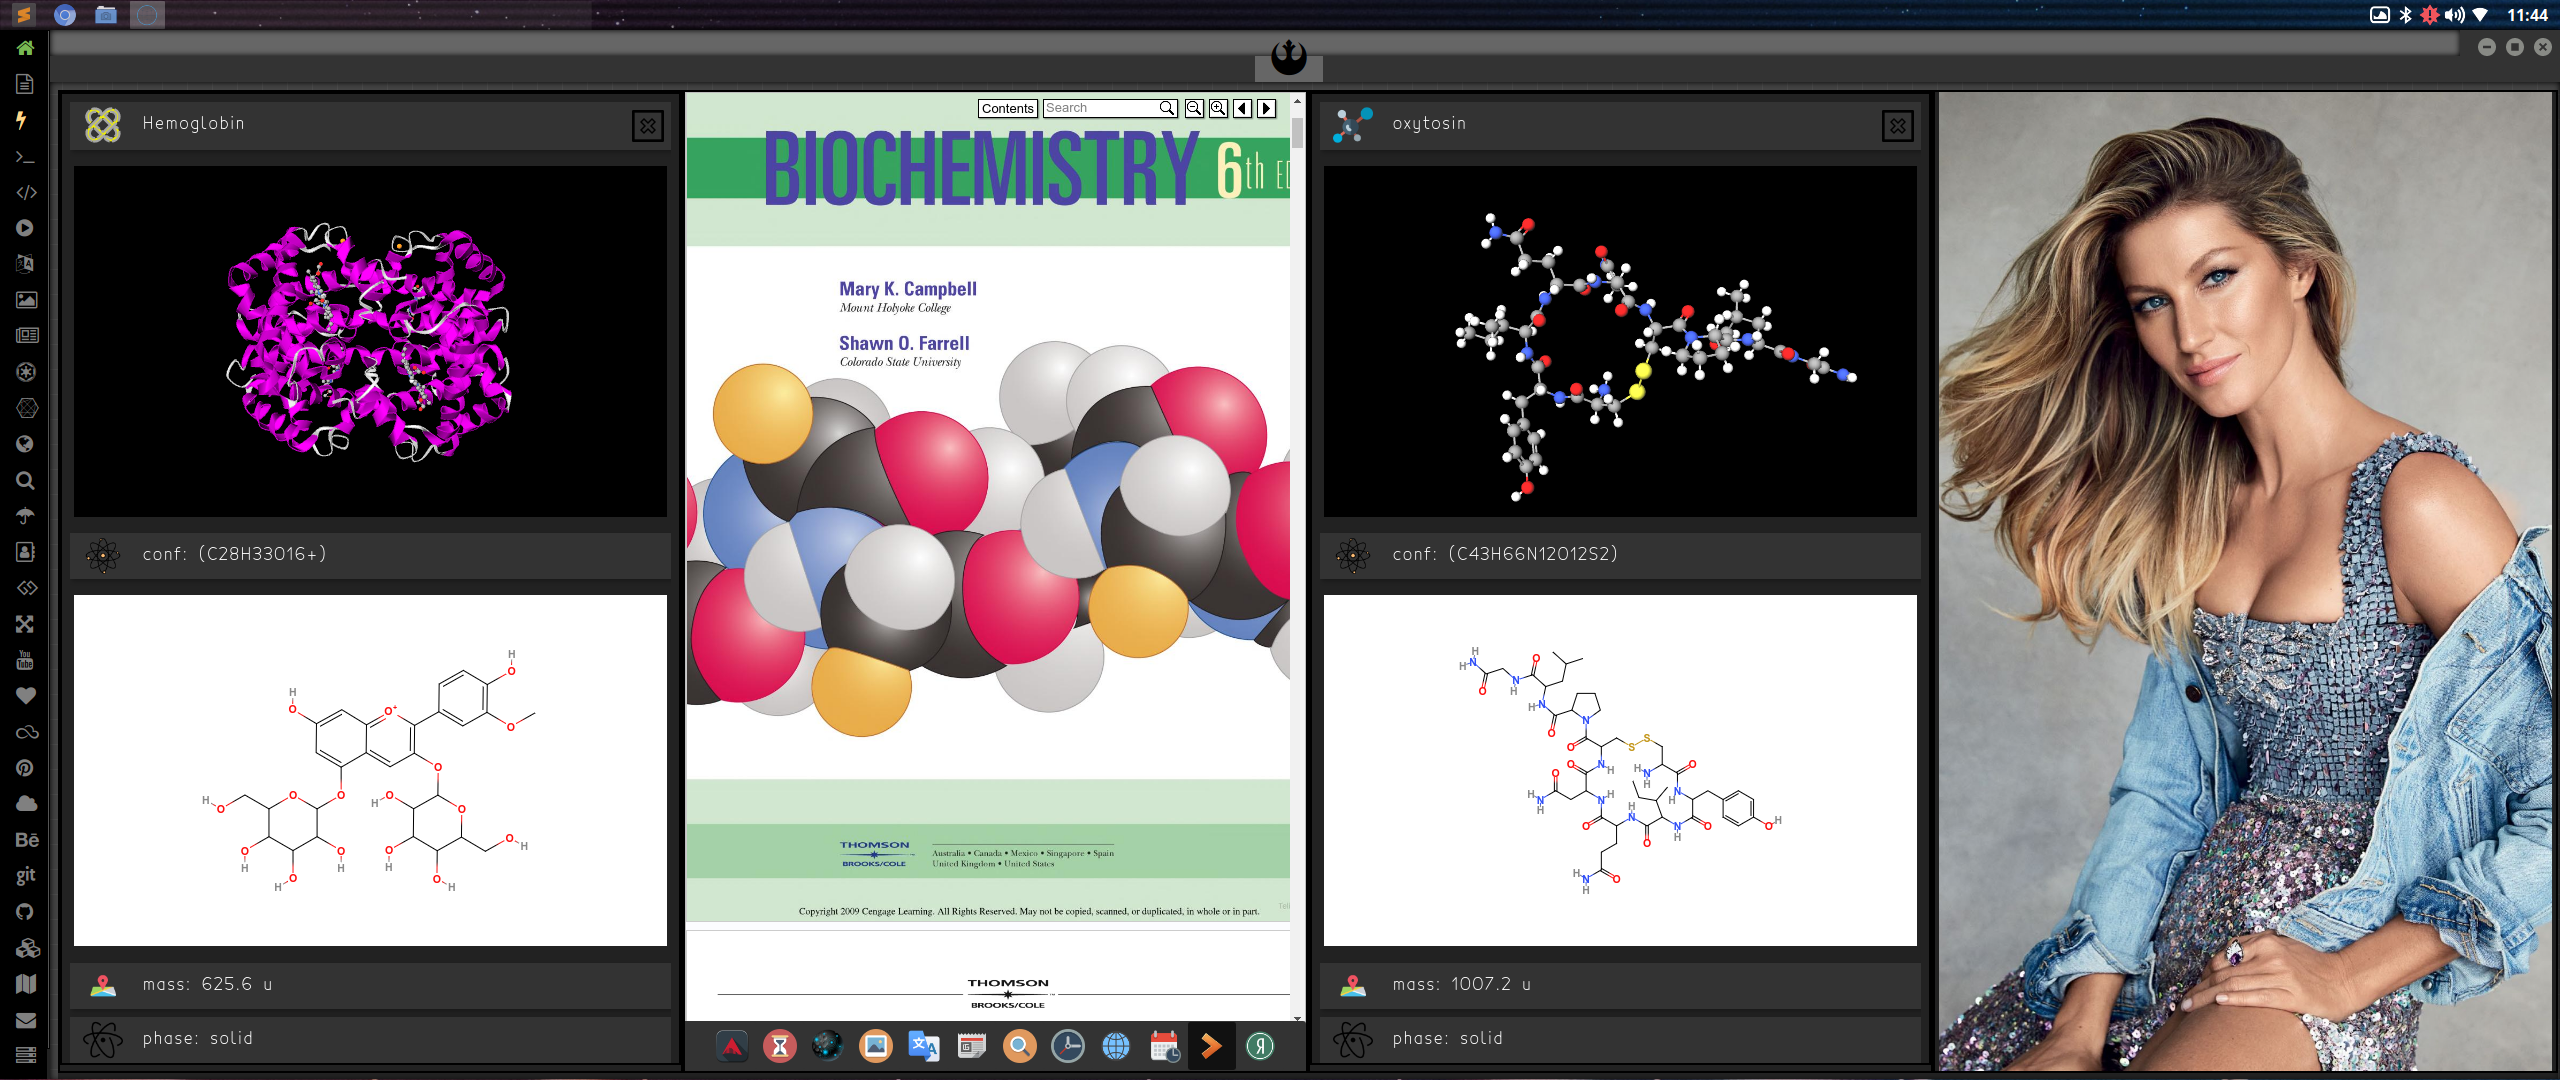 11:44
Hemoglobin
conf: (C28H33O16+)
mass: 625.6 u
phase: solid
You
Tube
Bē
git
Contents
Search
BIOCHEMISTRY 6th ED
Mary K. Campbell
Mount Holyoke College
Shawn O. Farrell
Colorado State University
THOMSON
BROOKS/COLE
Australia • Canada • Mexico • Singapore • Spain
United Kingdom • United States
Copyright 2009 Cengage Learning. All Rights Reserved. May not be copied, scanned, or duplicated, in whole or in part.
THOMSON
BROOKS/COLE
oxytosin
conf: (C43H66N12O12S2)
mass: 1007.2 u
phase: solid